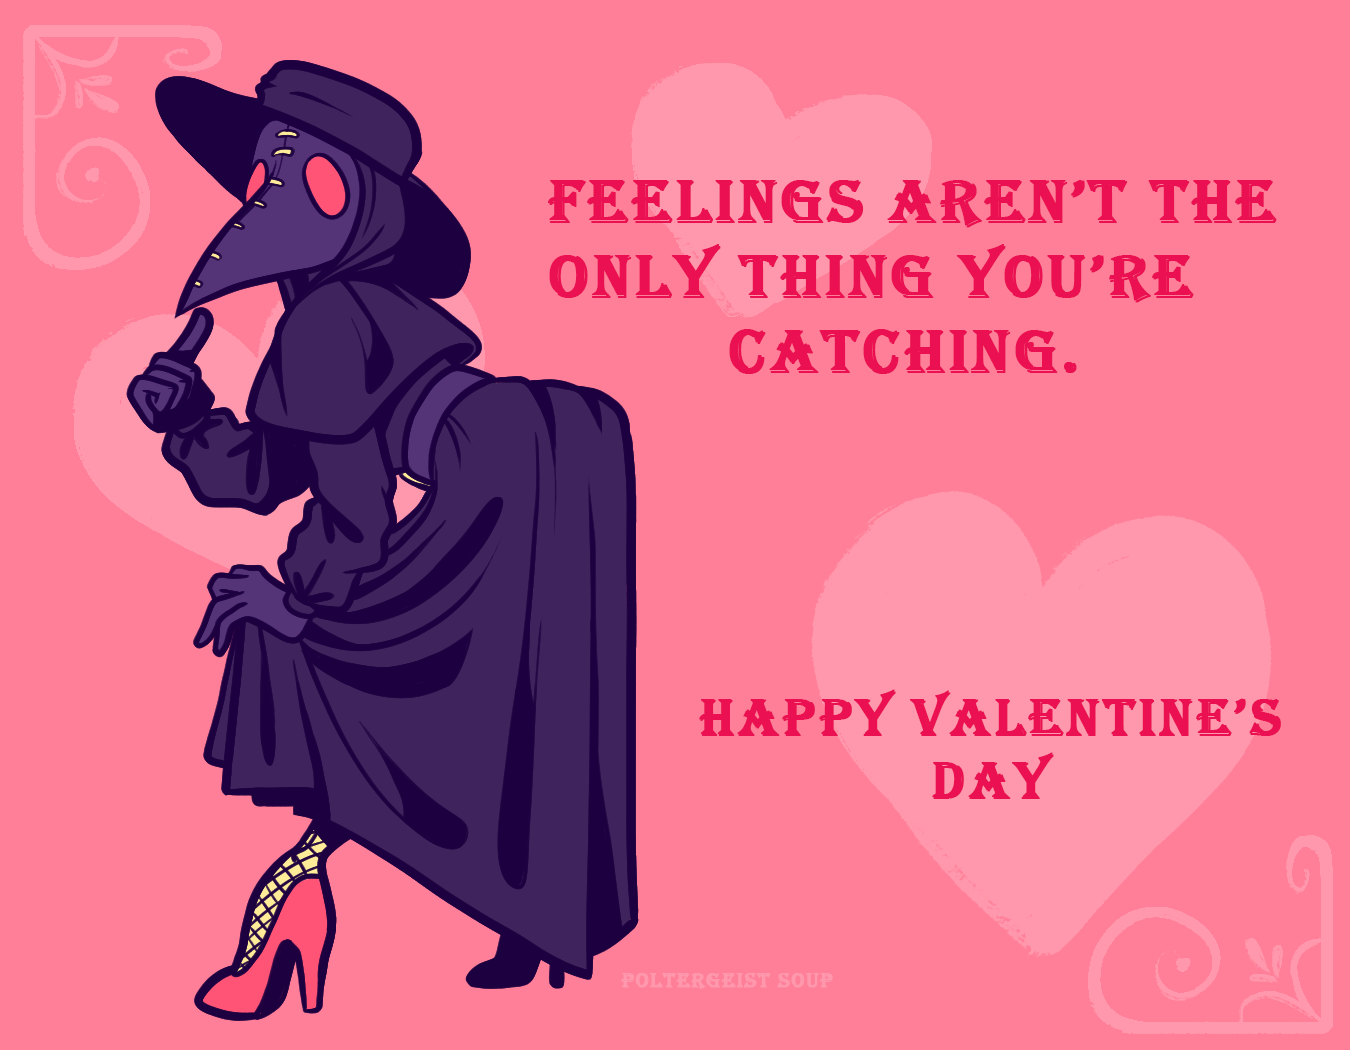 FEELINGS AREN'T THE
ONLY THING YOU'RE
CATCHING.
HAPPY VALENTINE'S
DAY
POLTERGEIST SOUP